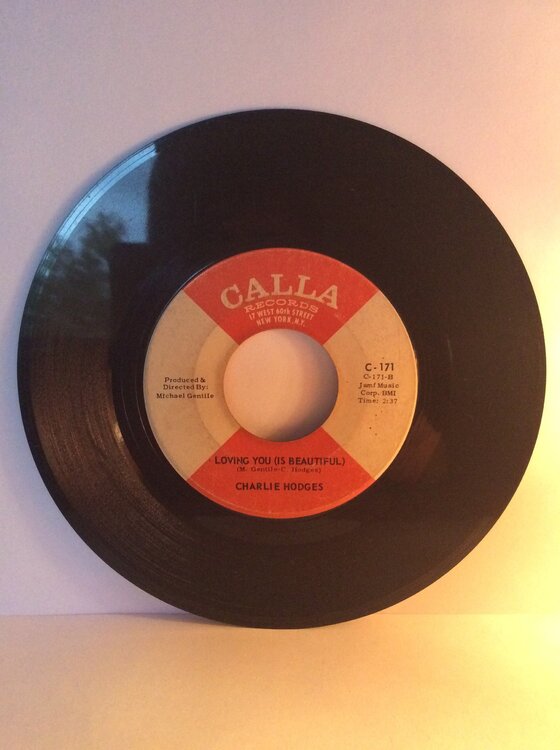 CALLA
RECORDS
17 WEST 60th STREET
NEW YORK, N.Y.
Produced &
Directed By:
Michael Gentile
C-171
C-171-B
Jamf Music
Corp. BMI
Time: 2:37
LOVING YOU (IS BEAUTIFUL)
(M. Gentile-C. Hodges)
CHARLIE HODGES